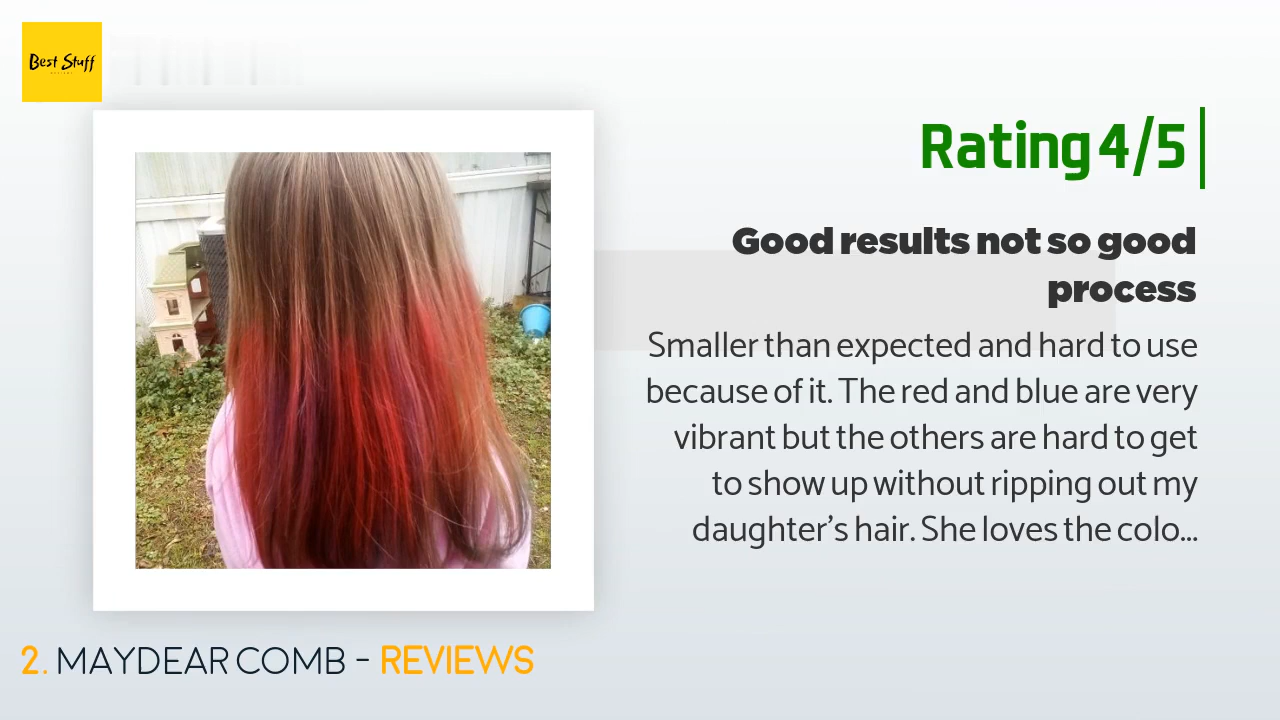 Best Stuff
Rating 4/5
Good results not so good
process
Smaller than expected and hard to use
because of it. The red and blue are very
vibrant but the others are hard to get
to show up without ripping out my
daughter’s hair. She loves the colo...
2. MAYDEAR COMB - REVIEWS